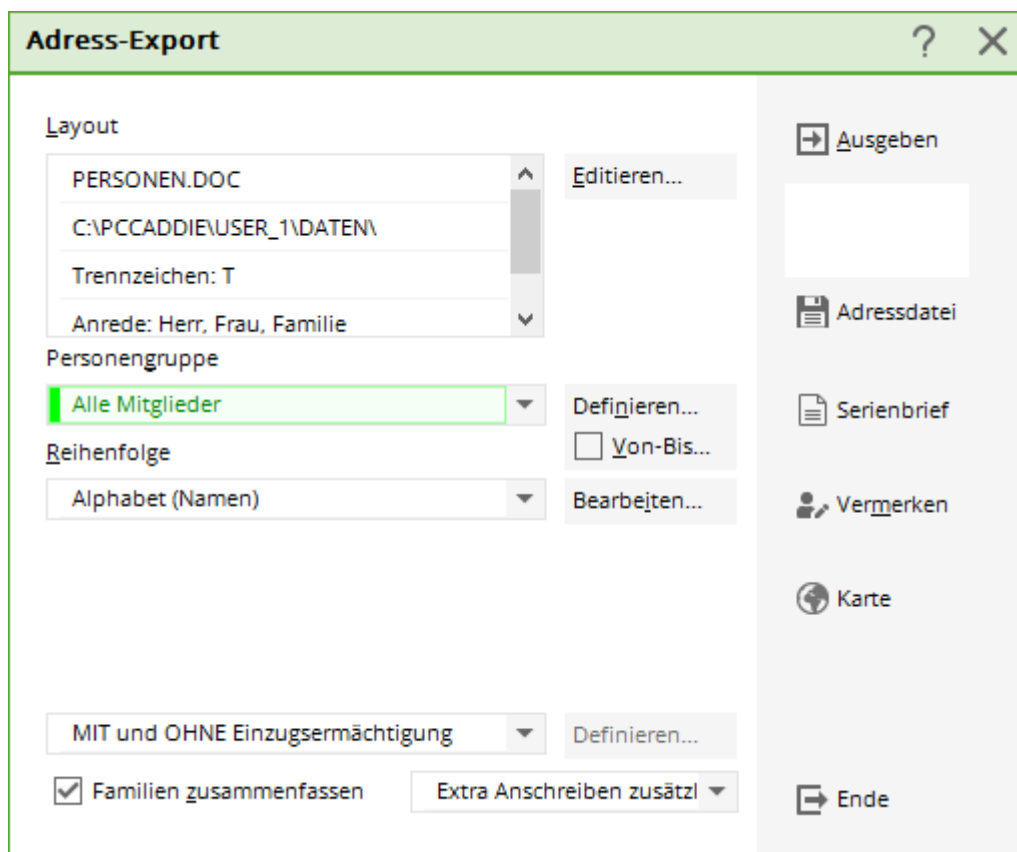 Adress-Export
Layout
PERSONEN.DOC
Editieren...
C:\PCCADDIE\USER_1\DATEN\
Trennzeichen: T
Anrede: Herr, Frau, Familie
Personengruppe
Alle Mitglieder
Definieren...
Von-Bis...
Reihenfolge
Alphabet (Namen)
Bearbeiten...
MIT und OHNE Einzugsermächtigung
Definieren...
Familien zusammenfassen
Extra Anschreiben zusätzl
Ausgeben
Adressdatei
Serienbrief
Vermerken
Karte
Ende